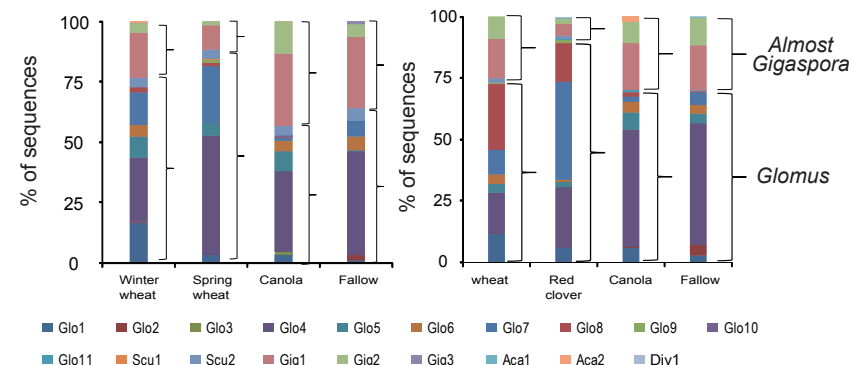 % of sequences
100
75
50
25
0
Winter wheat
Spring wheat
Canola
Fallow
% of sequences
100
75
50
25
0
wheat
Red clover
Canola
Fallow
Almost Gigaspora
Glomus
Glo1 Glo2 Glo3 Glo4 Glo5 Glo6 Glo7 Glo8 Glo9 Glo10
Glo11 Scu1 Scu2 Gig1 Gig2 Gig3 Aca1 Aca2 Div1